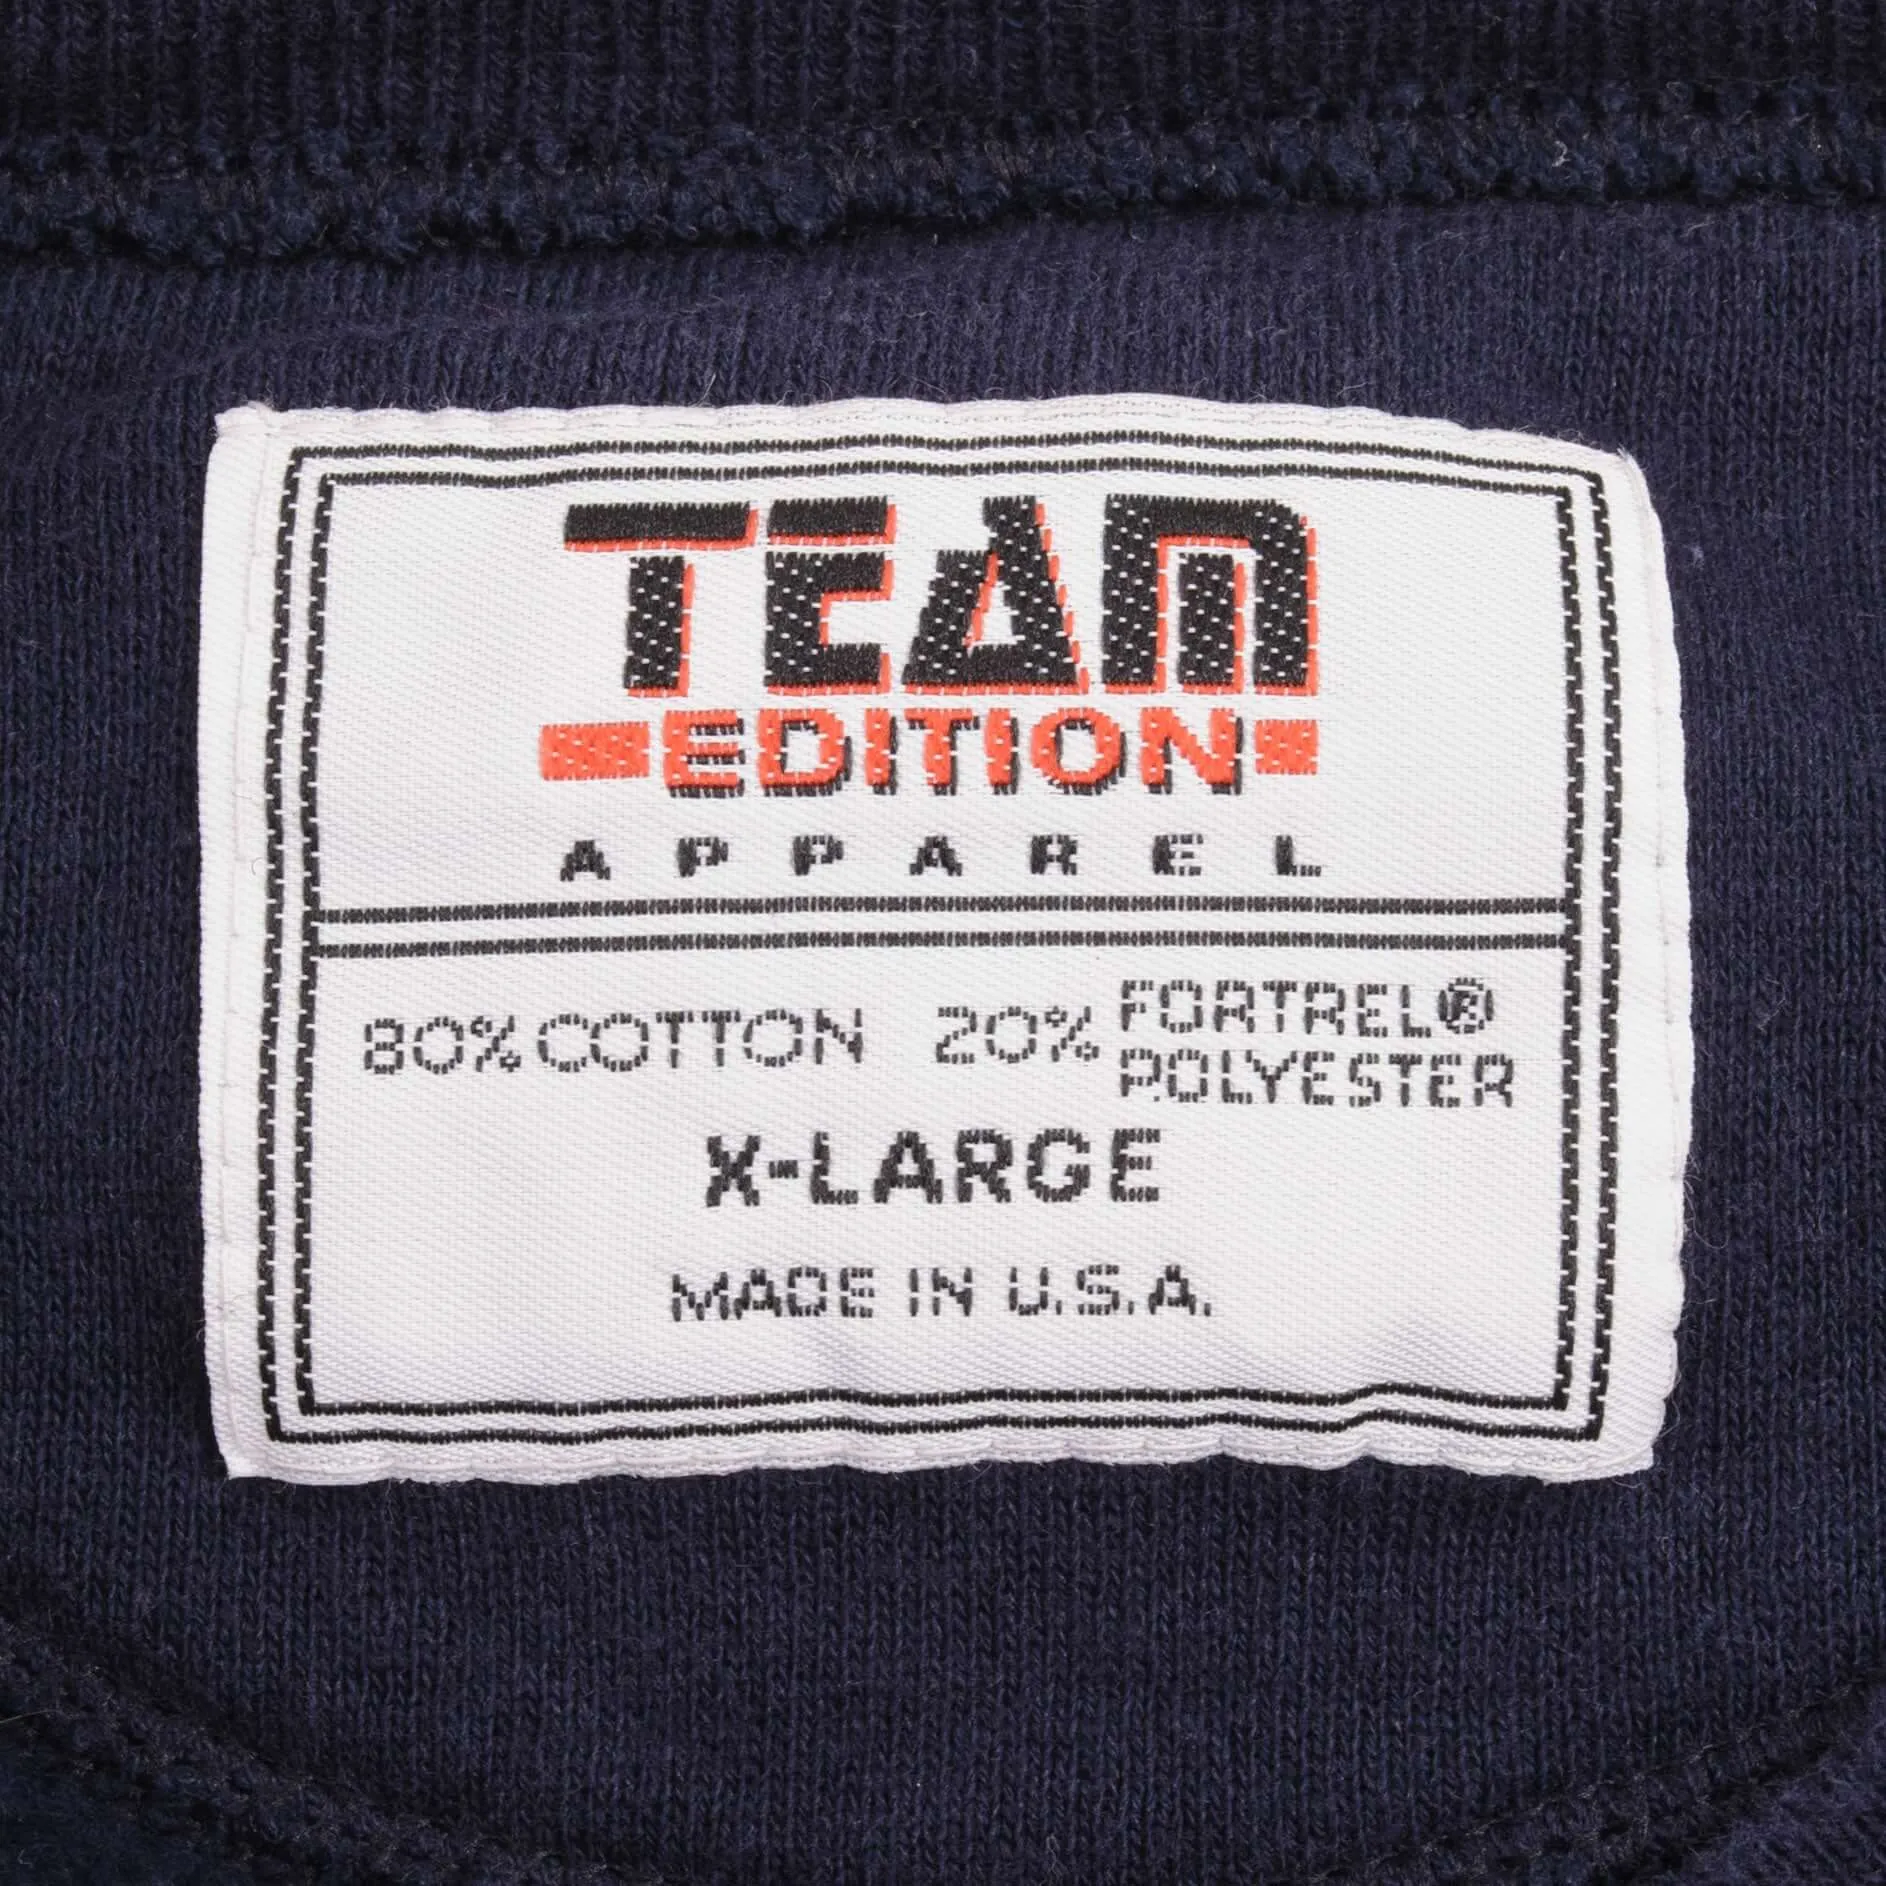 TEAM
EDITION
APPAREL
80% COTTON 20% FORTREL®
POLYESTER
X-LARGE
MADE IN U.S.A.